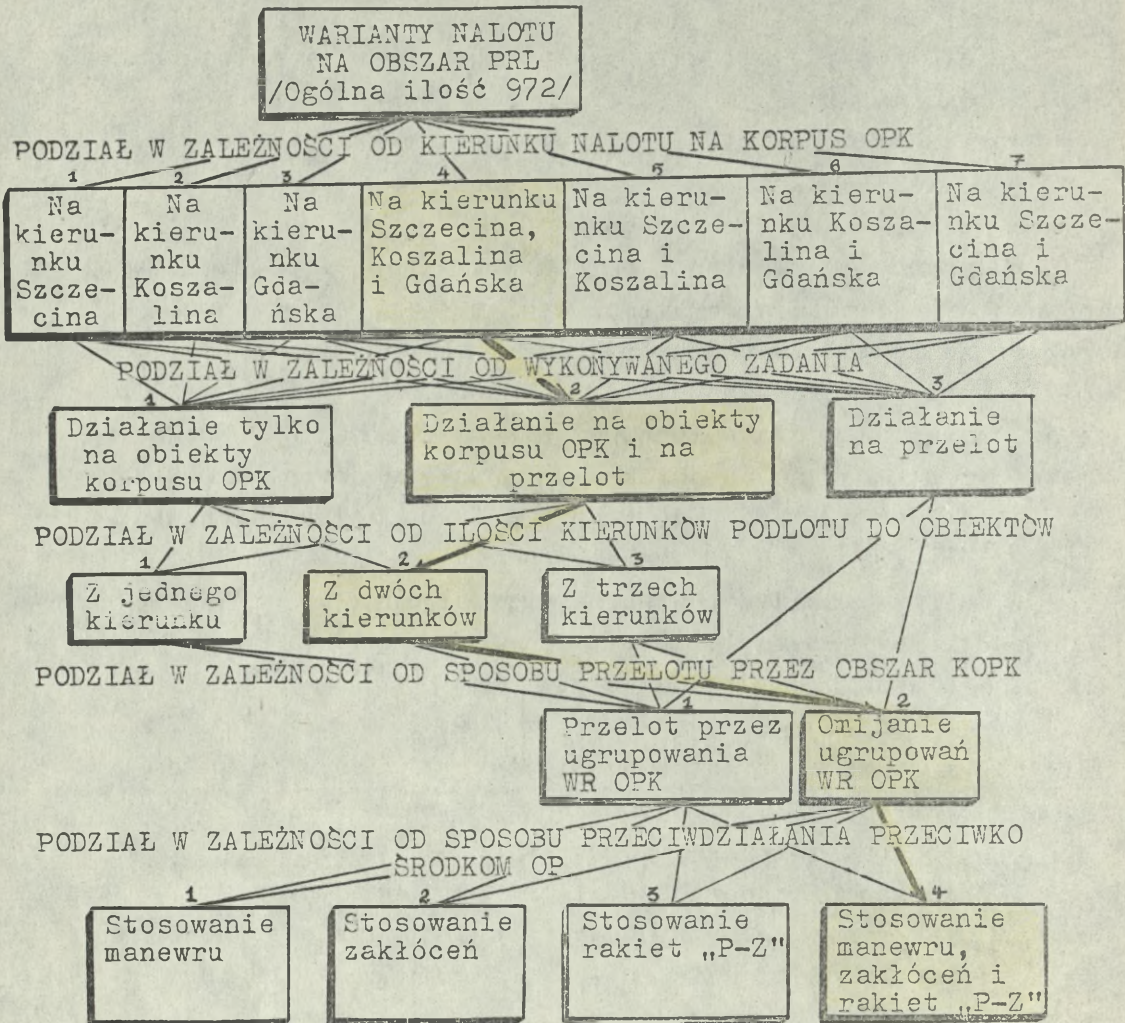 WARIANTY NALOTU
NA OBSZAR PRL
/Ogólna ilość 972/
PODZIAŁ W ZALEŻNOŚCI OD KIERUNKU NALOTU NA KORPUS OPK
1
Na
kieru-
nku
Szcze-
cina
2
Na
kieru-
nku
Kosza-
lina
3
Na
kieru-
nku
Gda-
ńska
4
Na kierunku
Szczecina,
Koszalina
i Gdańska
5
Na kieru-
nku Szcze-
cina i
Koszalina
6
Na kieru-
nku Kosza-
lina i
Gdańska
7
Na kieru-
nku Szcze-
cina i
Gdańska
PODZIAŁ W ZALEŻNOŚCI OD WYKONYWANEGO ZADANIA
1
Działanie tylko
na obiekty
korpusu OPK
2
Działanie na obiekty
korpusu OPK i na
przelot
3
Działanie
na przelot
PODZIAŁ W ZALEŻNOŚCI OD ILOŚCI KIERUNKÓW PODLOTU DO OBIEKTÓW
1
Z jednego
kierunku
2
Z dwóch
kierunków
3
Z trzech
kierunków
PODZIAŁ W ZALEŻNOŚCI OD SPOSOBU PRZELOTU PRZEZ OBSZAR KOPK
1
Przelot przez
ugrupowania
WR OPK
2
Omijanie
ugrupowań
WR OPK
PODZIAŁ W ZALEŻNOŚCI OD SPOSOBU PRZECIWDZIAŁANIA PRZECIWKO
ŚRODKOM OP
1
Stosowanie
manewru
2
Stosowanie
zakłóceń
3
Stosowanie
rakiet „P-Z"
4
Stosowanie
manewru,
zakłóceń i
rakiet „P-Z"